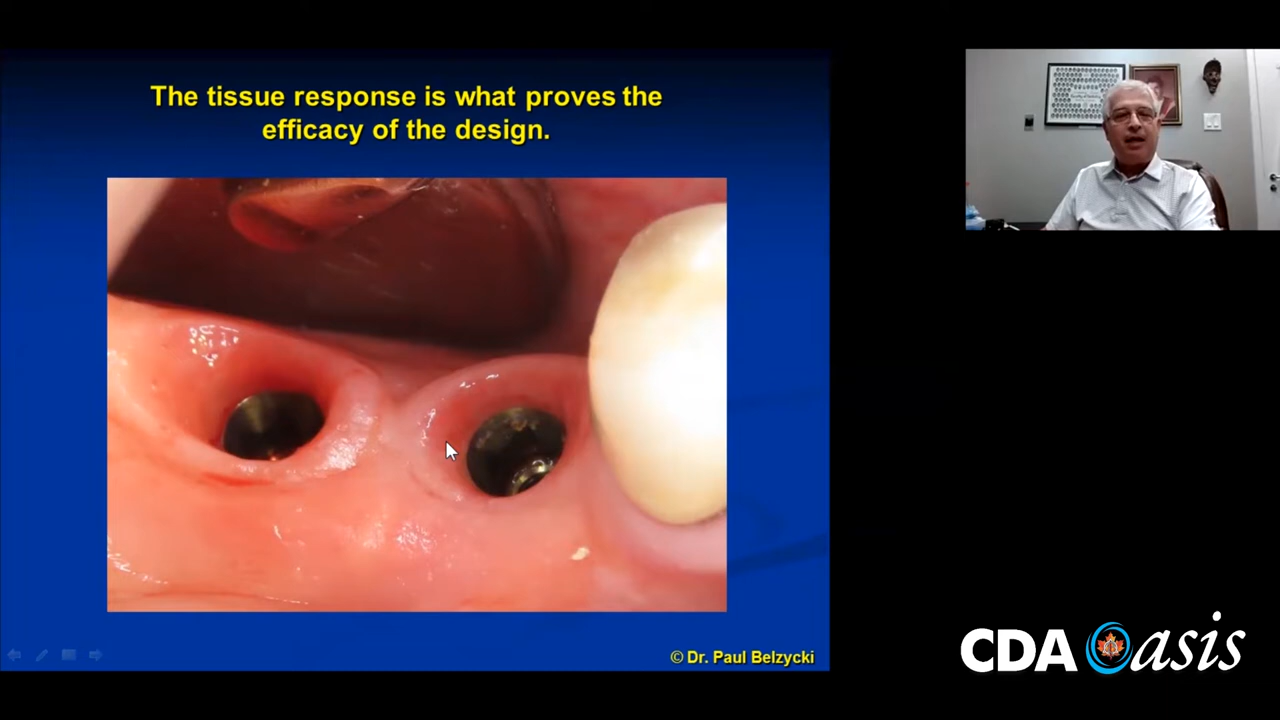 The tissue response is what proves the
efficacy of the design.
© Dr. Paul Belzycki
CDA Oasis